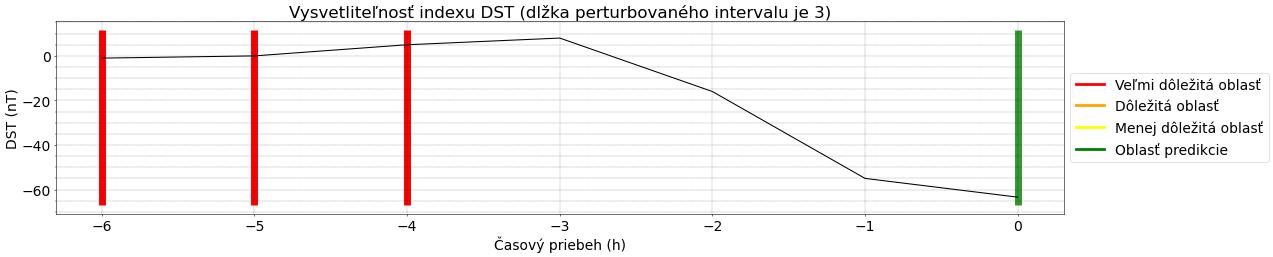 Vysvetliteľnosť indexu DST (dlžka perturbovaného intervalu je 3)
DST (nT)
0
−20
−40
−60
−6 −5 −4 −3 −2 −1 0
Časový priebeh (h)
Veľmi dôležitá oblasť
Dôležitá oblasť
Menej dôležitá oblasť
Oblasť predikcie